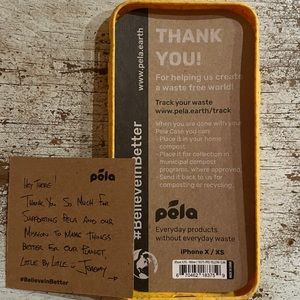 THANK
YOU!
For helping us create
a waste free world!
Track your waste
www.pela.earth/track
When you are done with your
Pela Case you can:
- Place it in your home
compost.
- Place it for collection in
municipal compost
programs, where approved.
- Send it back to us for
composting or recycling.
pela
Everyday products,
without everyday waste
iPhone X / XS
www.pela.earth
#BelieveinBetter
pela
HEY THERE!
THANK YOU SO MUCH FOR
SUPPORTING PELA AND OUR
MISSION TO MAKE THINGS
BETTER FOR OUR PLANET,
LITTLE BY LITTLE - JEREMY
#BelieveinBetter